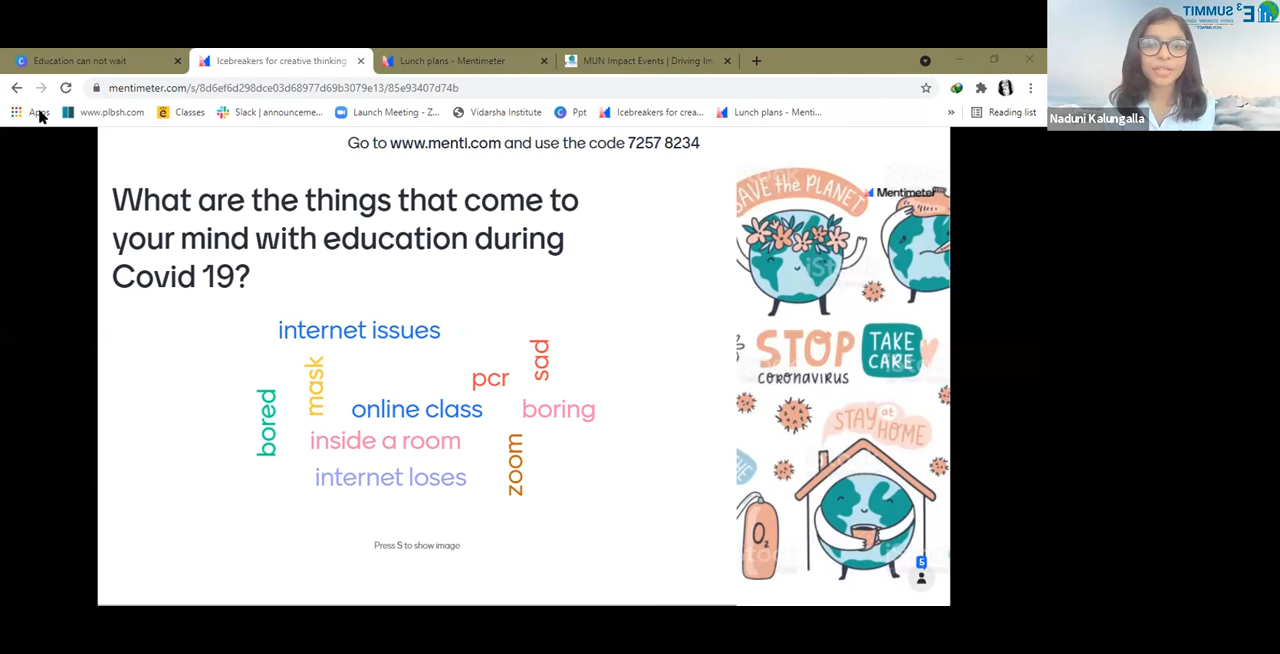 E³ SUMMIT
Naduni Kalungalla
Education can not wait
Icebreakers for creative thinking
Lunch plans - Mentimeter
MUN Impact Events | Driving Im
mentimeter.com/s/8d6ef6d298dce03d68977d69b3079e13/85e93407d74b
Apps
www.plbsh.com
Classes
Slack | announceme...
Launch Meeting - Z...
Vidarsha Institute
Ppt
Icebreakers for crea...
Lunch plans - Menti...
»
Reading list
Go to www.menti.com and use the code 7257 8234
What are the things that come to
your mind with education during
Covid 19?
internet issues
sad
mask
pcr
bored
online class
boring
inside a room
zoom
internet loses
Press S to show image
SAVE the PLANET
Mentimeter
iStock
STOP
CORONAVIRUS
TAKE
CARE
STAY at
HOME
THE
O₂
5